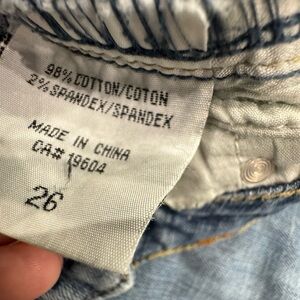 98% COTTON/COTON
2% SPANDEX/SPANDEX
MADE IN CHINA
CA# 19604
26